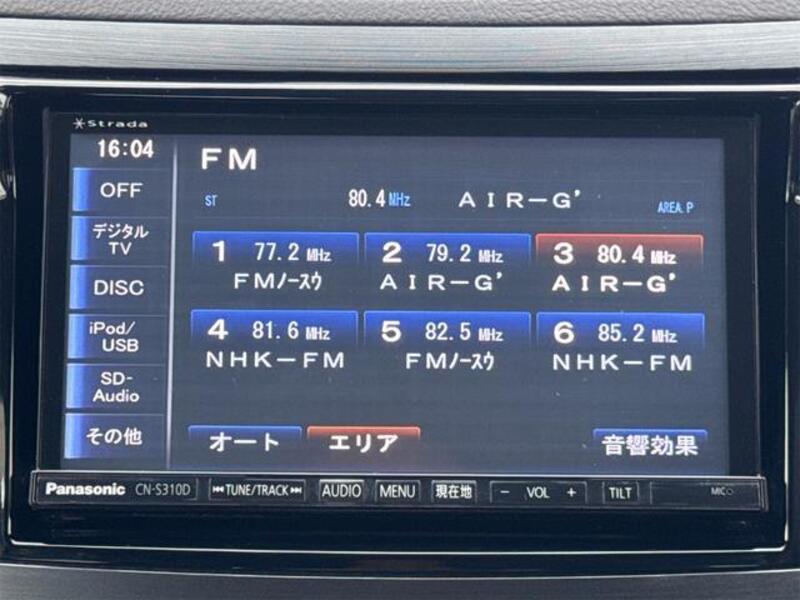 Strada
16:04
FM
ST 80.4 MHz AIR-G' AREA.P
OFF
デジタル
TV
DISC
iPod/
USB
SD-
Audio
その他
1 77.2 MHz
FMノースウ
2 79.2 MHz
AIR-G'
3 80.4 MHz
AIR-G'
4 81.6 MHz
NHK-FM
5 82.5 MHz
FMノースウ
6 85.2 MHz
NHK-FM
オート エリア 音響効果
Panasonic CN-S310D TUNE/TRACK AUDIO MENU 現在地 - VOL + TILT MIC